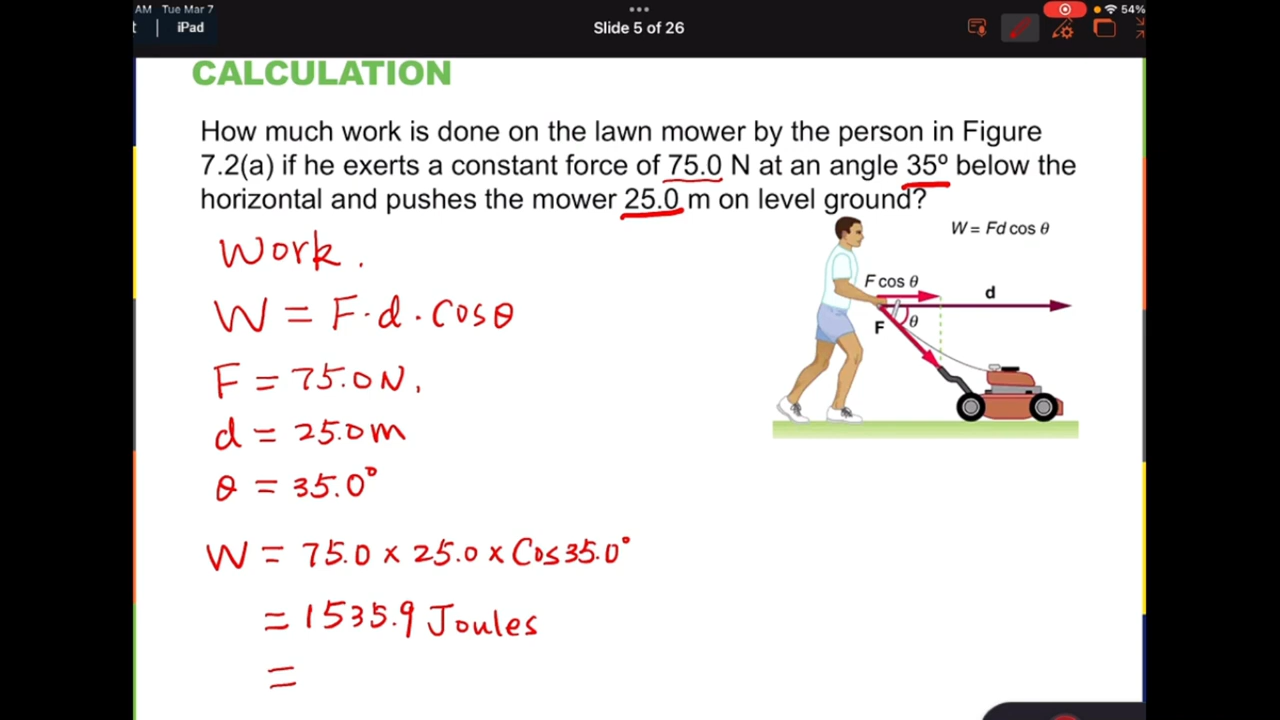 AM Tue Mar 7
54%
t | iPad
Slide 5 of 26
CALCULATION
How much work is done on the lawn mower by the person in Figure
7.2(a) if he exerts a constant force of 75.0 N at an angle 35º below the
horizontal and pushes the mower 25.0 m on level ground?
W = Fd cos θ
F cos θ
d
F
θ
Work.
W = F·d·cosθ
F = 75.0N.
d = 25.0m
θ = 35.0°
W = 75.0 × 25.0 × Cos35.0°
= 1535.9 Joules
=